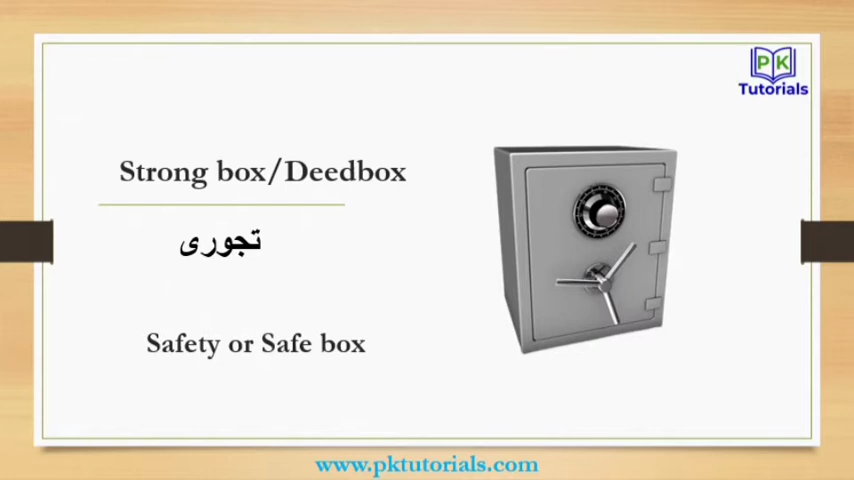 PK
Tutorials
Strong box/Deedbox
تجوری
Safety or Safe box
www.pktutorials.com